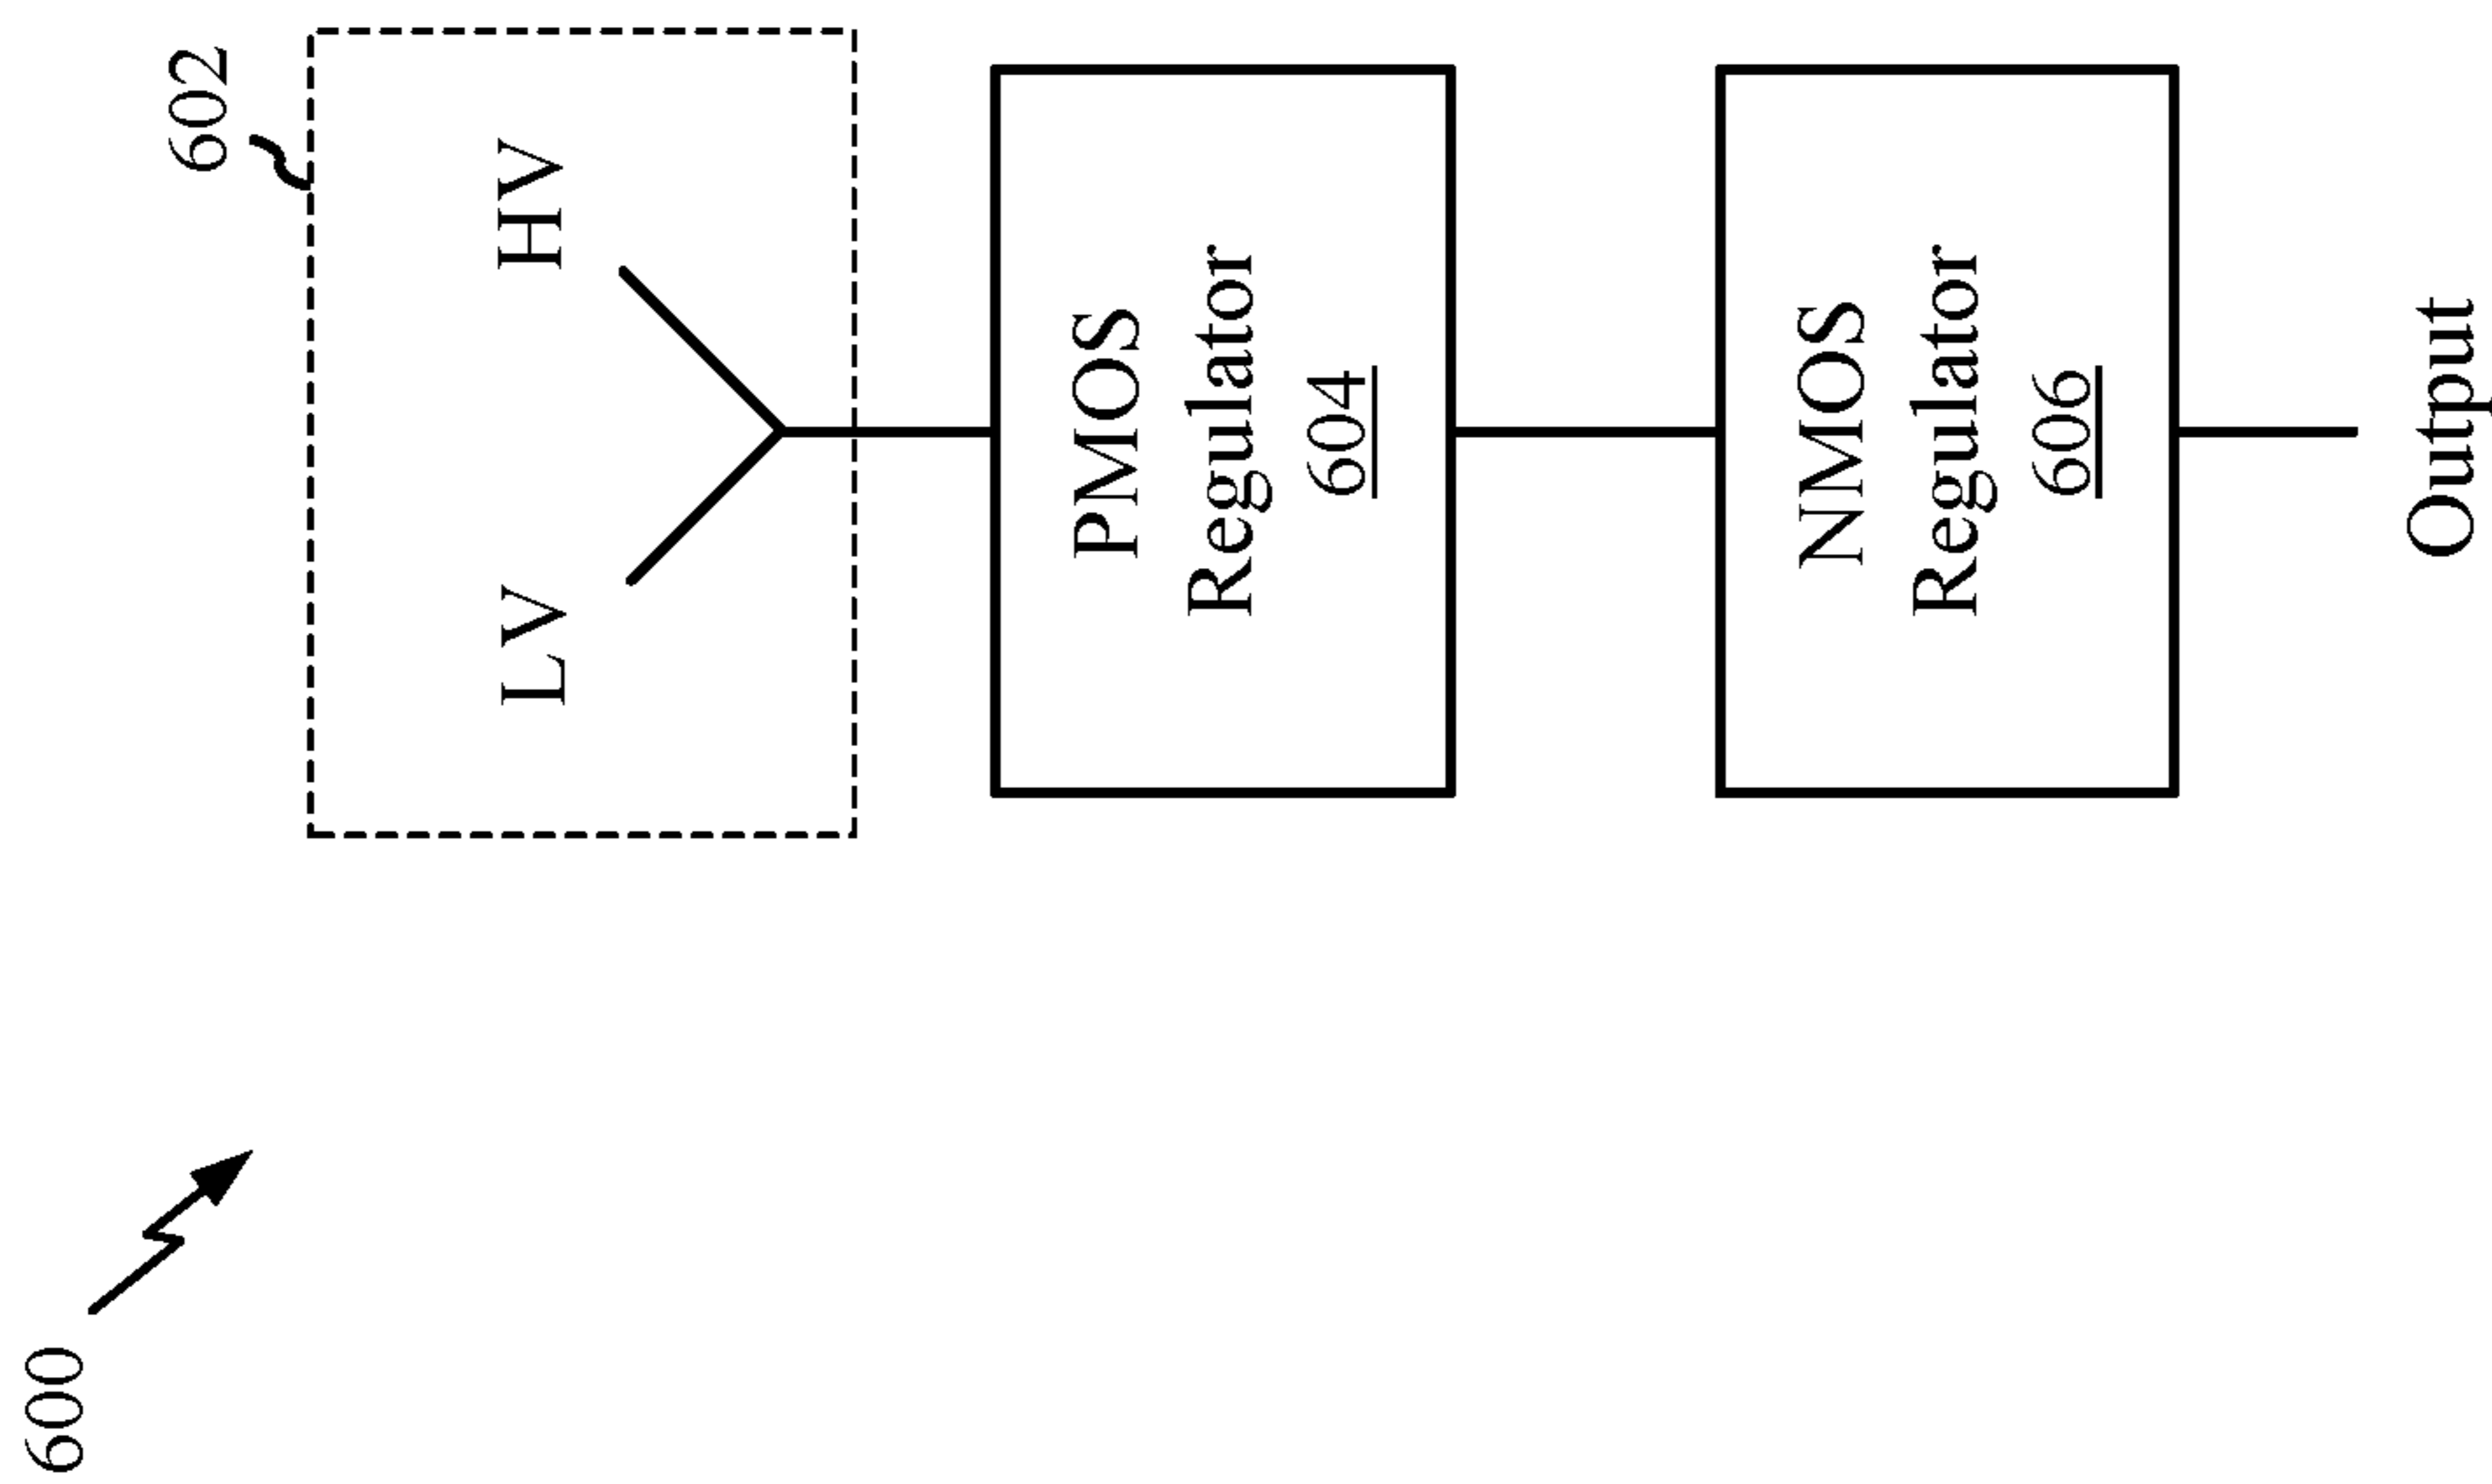 600
602
LV
HV
PMOS
Regulator
604
NMOS
Regulator
606
Output